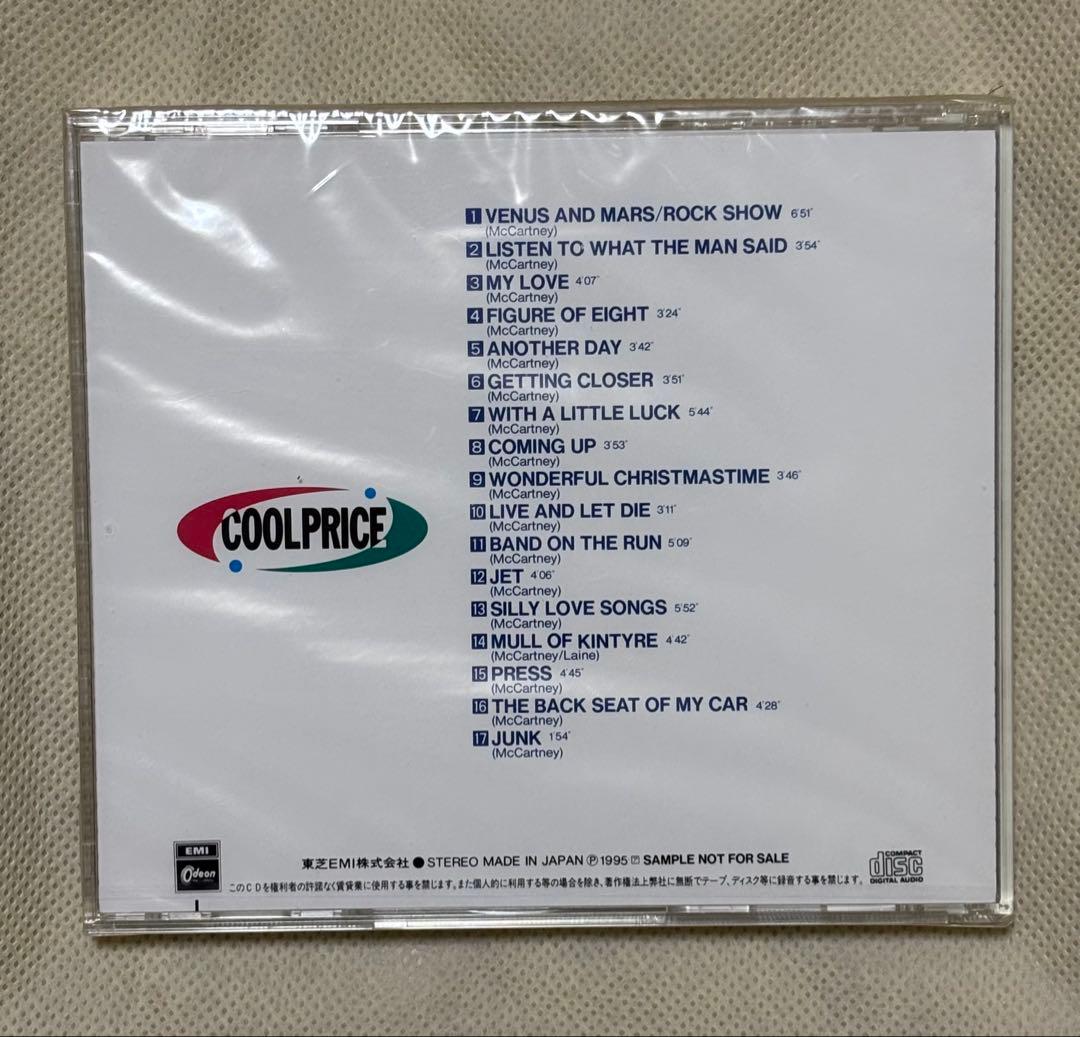 1 VENUS AND MARS/ROCK SHOW 6'51"
(McCartney)
2 LISTEN TO WHAT THE MAN SAID 3'54"
(McCartney)
3 MY LOVE 4'07"
(McCartney)
4 FIGURE OF EIGHT 3'24"
(McCartney)
5 ANOTHER DAY 3'42"
(McCartney)
6 GETTING CLOSER 3'51"
(McCartney)
7 WITH A LITTLE LUCK 5'44"
(McCartney)
8 COMING UP 3'53"
(McCartney)
9 WONDERFUL CHRISTMASTIME 3'46"
(McCartney)
10 LIVE AND LET DIE 3'11"
(McCartney)
11 BAND ON THE RUN 5'09"
(McCartney)
12 JET 4'06"
(McCartney)
13 SILLY LOVE SONGS 5'52"
(McCartney)
14 MULL OF KINTYRE 4'42"
(McCartney/Laine)
15 PRESS 4'45"
(McCartney)
16 THE BACK SEAT OF MY CAR 4'28"
(McCartney)
17 JUNK 1'54"
(McCartney)
COOLPRICE
EMI
Odeon
東芝EMI株式会社 ● STEREO MADE IN JAPAN Ⓟ1995 SAMPLE NOT FOR SALE
このCDを権利者の許諾なく賃貸業に使用する事を禁じます。また個人的に利用する等の場合を除き、著作権法上弊社に無断でテープ、ディスク等に録音する事を禁じます。
COMPACT
disc
DIGITAL AUDIO